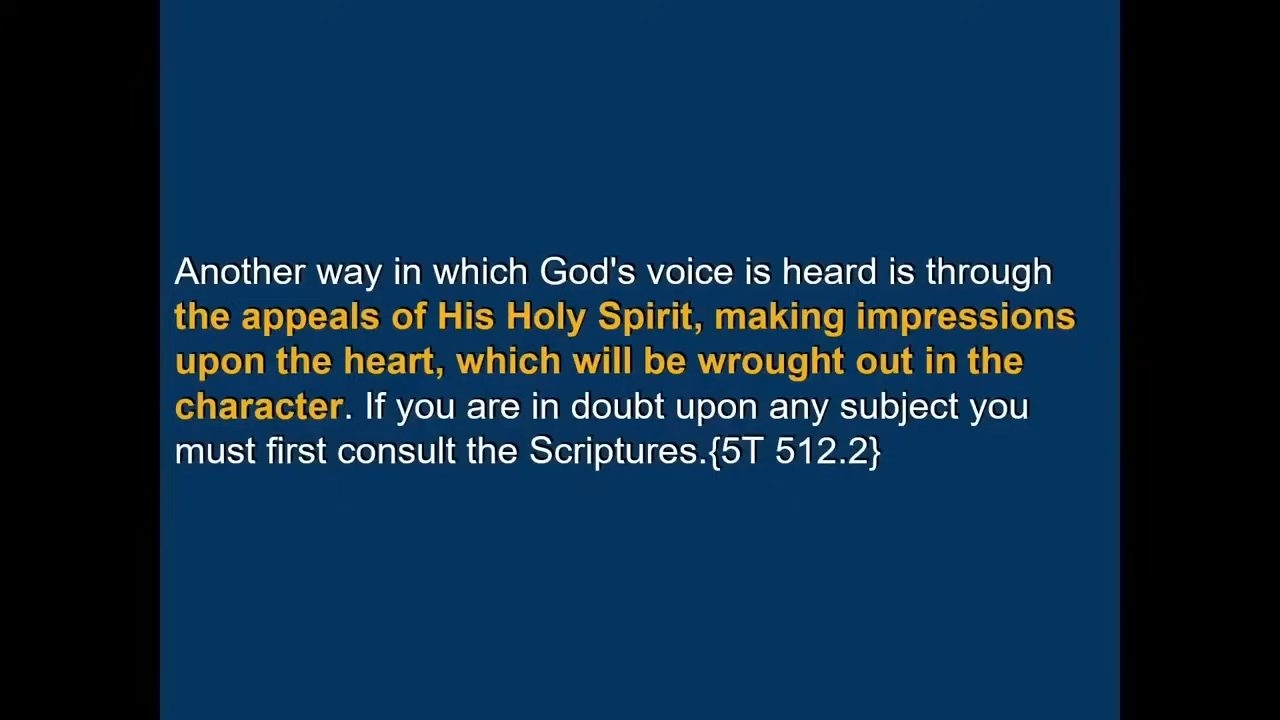 Another way in which God's voice is heard is through
the appeals of His Holy Spirit, making impressions
upon the heart, which will be wrought out in the
character. If you are in doubt upon any subject you
must first consult the Scriptures.{5T 512.2}